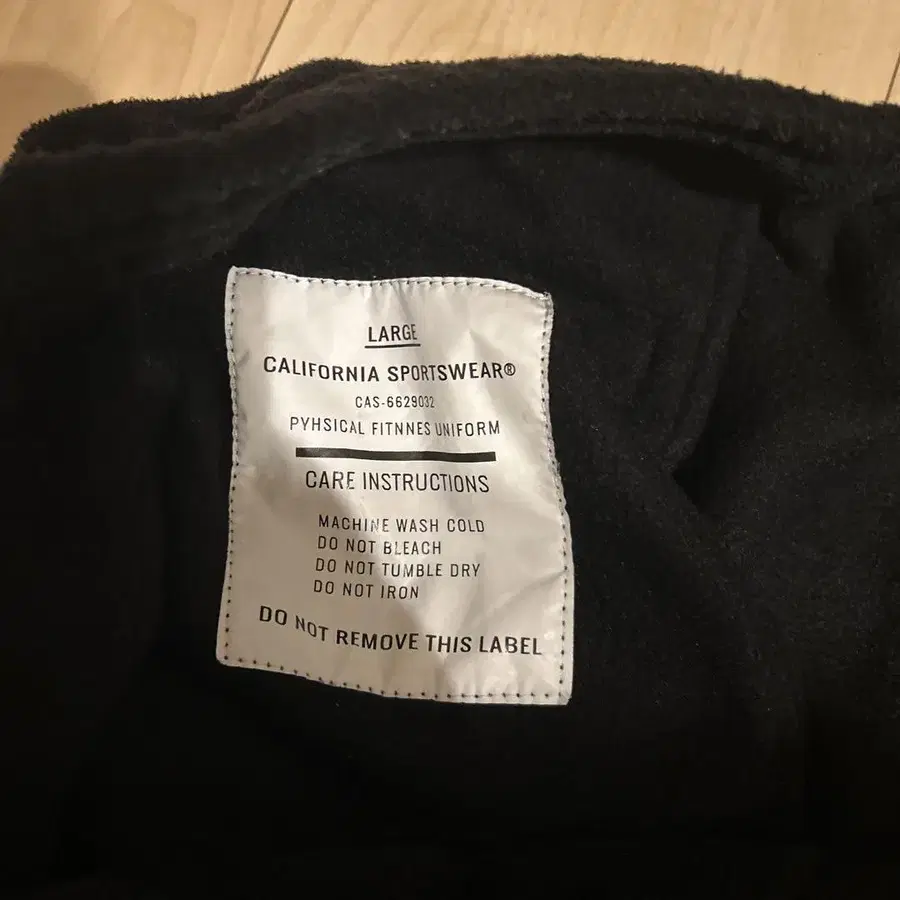 LARGE
CALIFORNIA SPORTSWEAR®
CAS-6629032
PYHSICAL FITNNES UNIFORM
CARE INSTRUCTIONS
MACHINE WASH COLD
DO NOT BLEACH
DO NOT TUMBLE DRY
DO NOT IRON
DO NOT REMOVE THIS LABEL